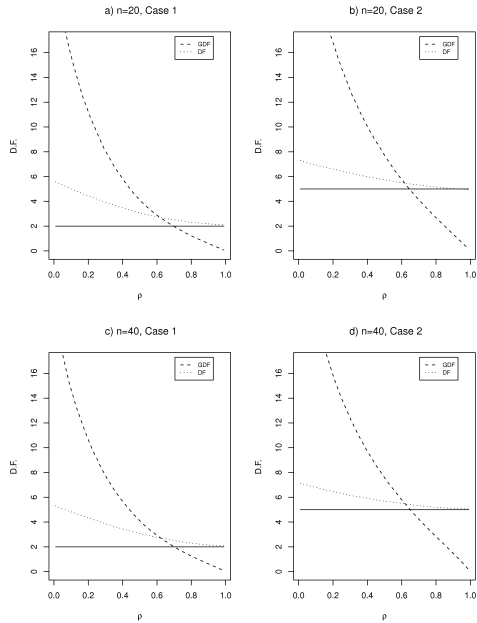 a) n=20, Case 1
D.F.
16
14
12
10
8
6
4
2
0
GDF
DF
0.0 0.2 0.4 0.6 0.8 1.0
ρ
b) n=20, Case 2
D.F.
16
14
12
10
8
6
4
2
0
GDF
DF
0.0 0.2 0.4 0.6 0.8 1.0
ρ
c) n=40, Case 1
D.F.
16
14
12
10
8
6
4
2
0
GDF
DF
0.0 0.2 0.4 0.6 0.8 1.0
ρ
d) n=40, Case 2
D.F.
16
14
12
10
8
6
4
2
0
GDF
DF
0.0 0.2 0.4 0.6 0.8 1.0
ρ